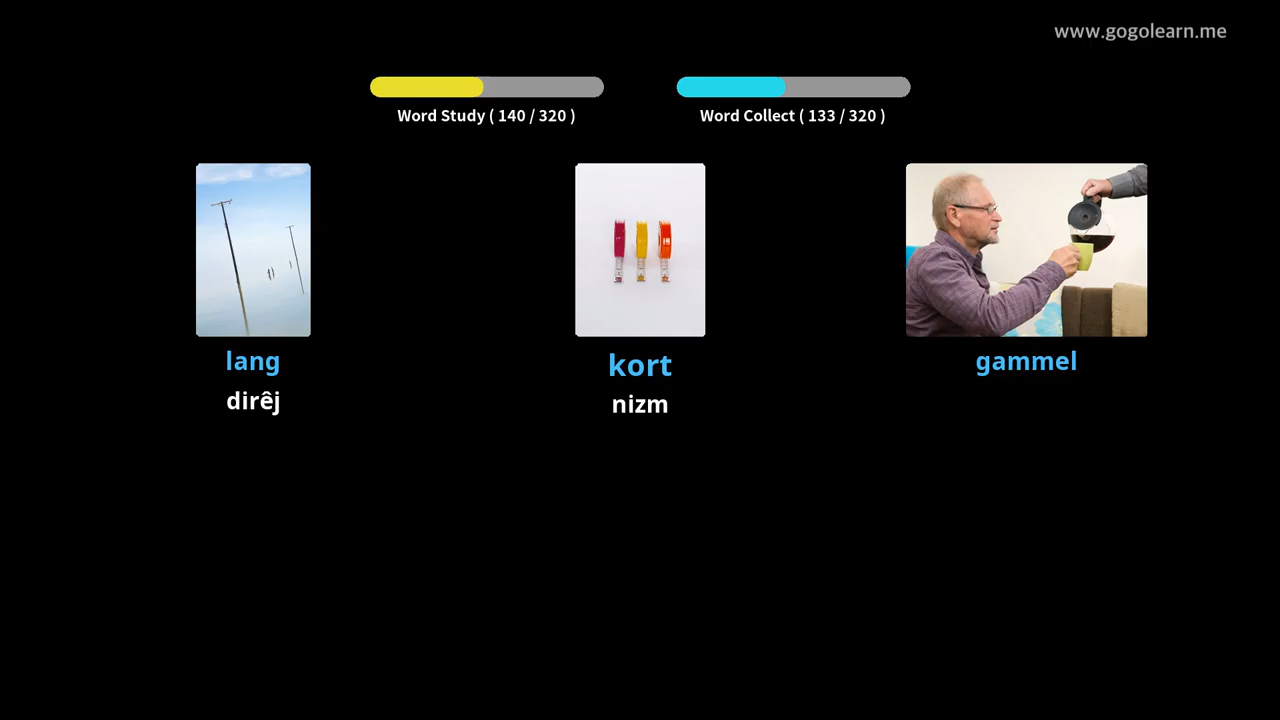 www.gogolearn.me
Word Study ( 140 / 320 )
Word Collect ( 133 / 320 )
lang
kort
gammel
dirêj
nizm